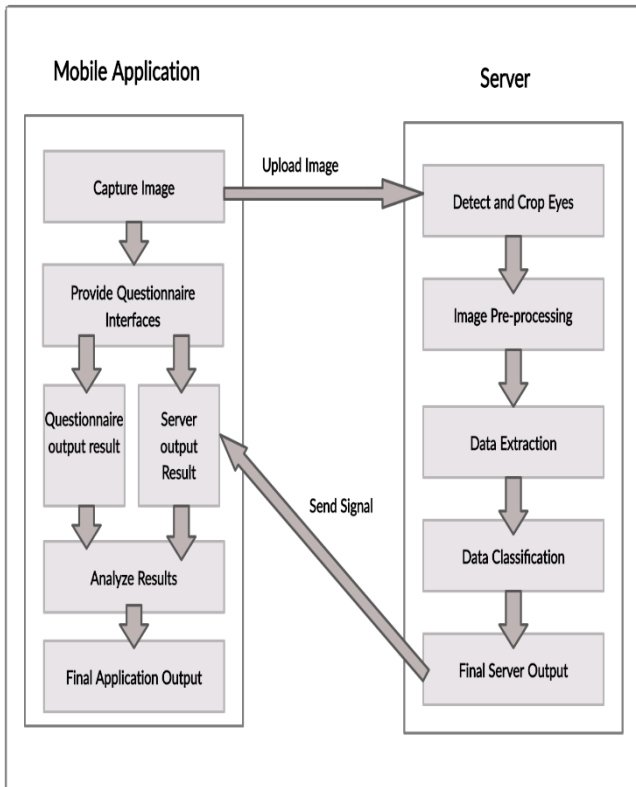 Mobile Application
Capture Image
Provide Questionnaire
Interfaces
Questionnaire
output result
Server
output
Result
Analyze Results
Final Application Output
Upload Image
Send Signal
Server
Detect and Crop Eyes
Image Pre-processing
Data Extraction
Data Classification
Final Server Output